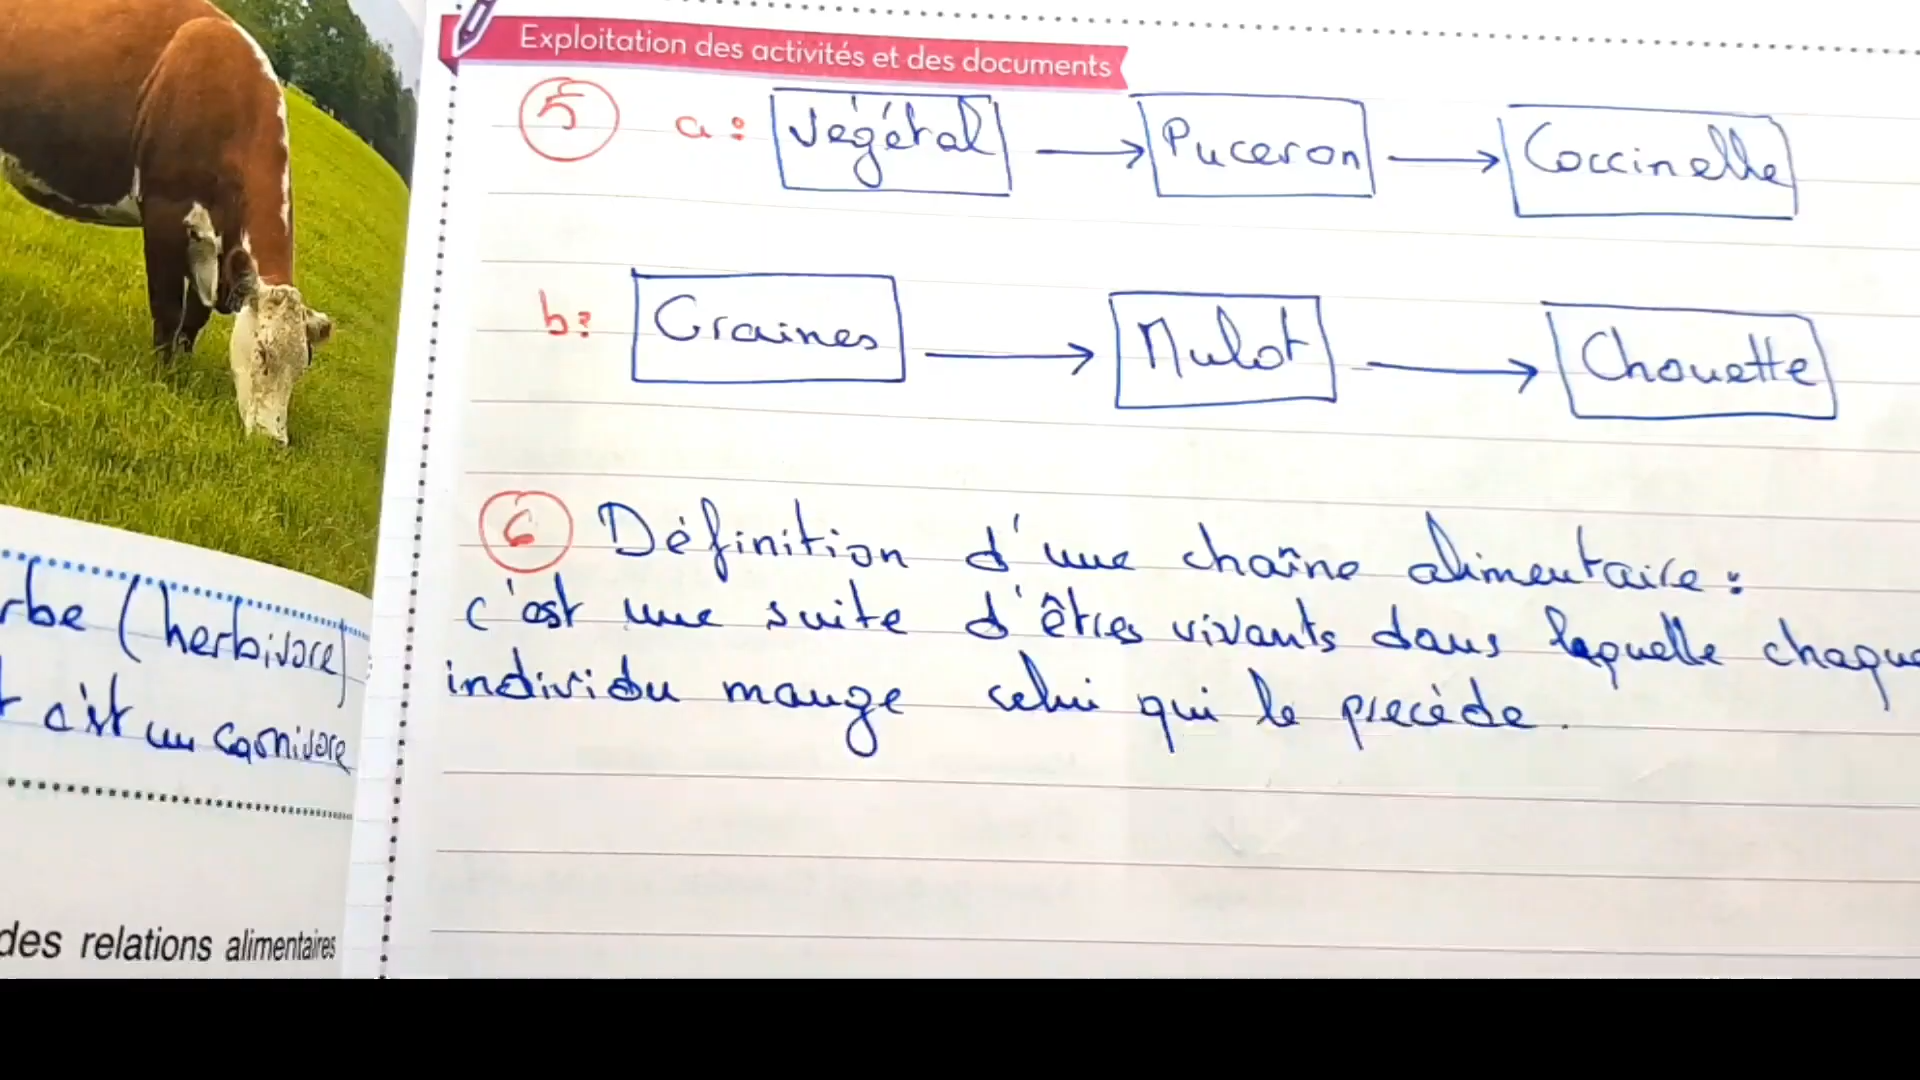 Exploitation des activités et des documents
5 a: Végétal → Puceron → Coccinelle
b: Graines → Mulot → Chouette
6 Définition d'une chaîne alimentaire:
c'est une suite d'êtres vivants dans laquelle chaque
individu mange celui qui le precède.
rbe (herbivore)
t c'est un carnivore
des relations alimentaires